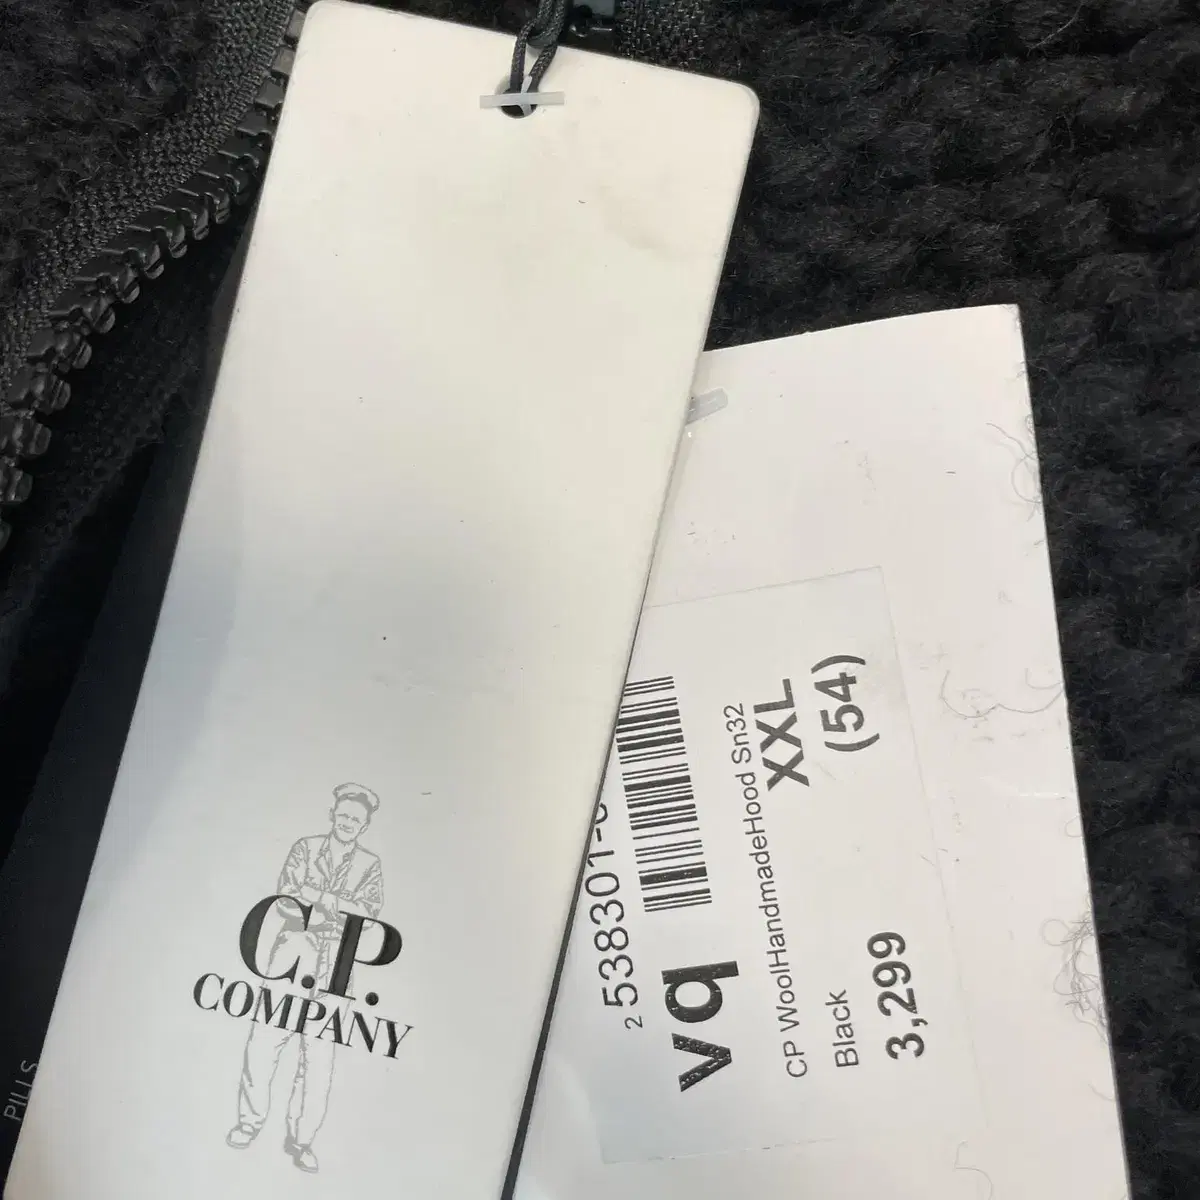 C.P.
COMPANY
2 538301-
vq
CP WoolHandmadeHood Sn32
XXL
Black
(54)
3,299
PILLS